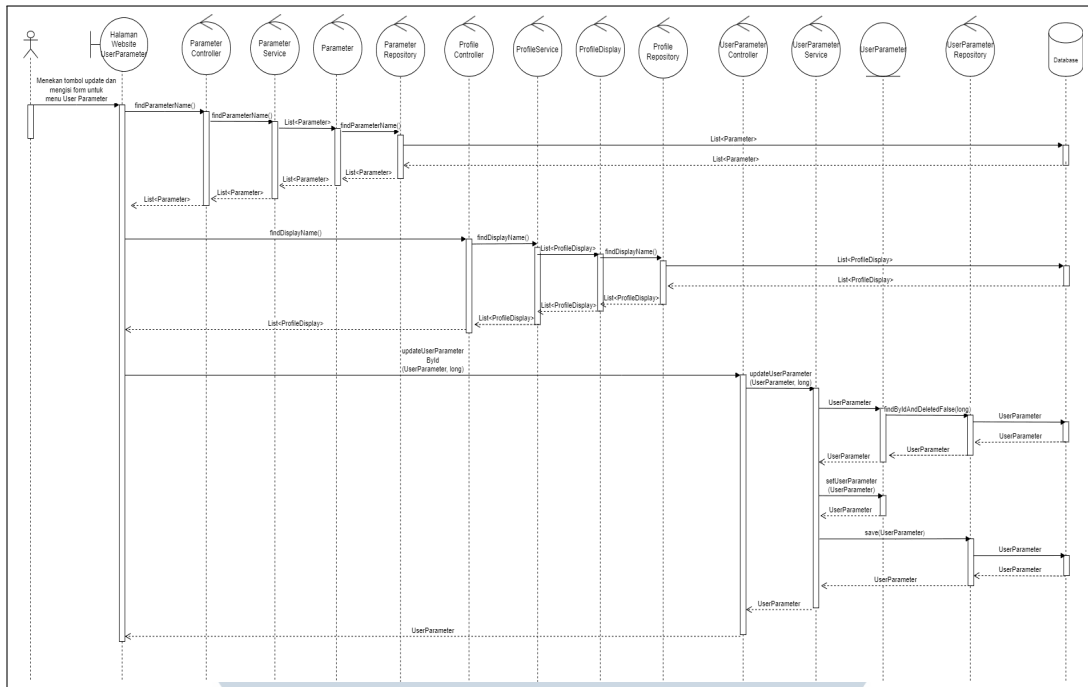 Halaman
Website
UserParameter
Parameter
Controller
Parameter
Service
Parameter
Parameter
Repository
Profile
Controller
ProfileService
ProfileDisplay
Profile
Repository
UserParameter
Controller
UserParameter
Service
UserParameter
UserParameter
Repository
Database
Menekan tombol update dan
mengisi form untuk
menu User Parameter
findParameterName()
findParameterName()
List<Parameter>
findParameterName()
List<Parameter>
List<Parameter>
List<Parameter>
List<Parameter>
List<Parameter>
List<Parameter>
findDisplayName()
findDisplayName()
List<ProfileDisplay>
findDisplayName()
List<ProfileDisplay>
List<ProfileDisplay>
List<ProfileDisplay>
List<ProfileDisplay>
List<ProfileDisplay>
List<ProfileDisplay>
updateUserParameter
ById
(UserParameter, long)
updateUserParameter
(UserParameter, long)
UserParameter
findByIdAndDeletedFalse(long)
UserParameter
UserParameter
UserParameter
UserParameter
setUserParameter
(UserParameter)
UserParameter
save(UserParameter)
UserParameter
UserParameter
UserParameter
UserParameter
UserParameter